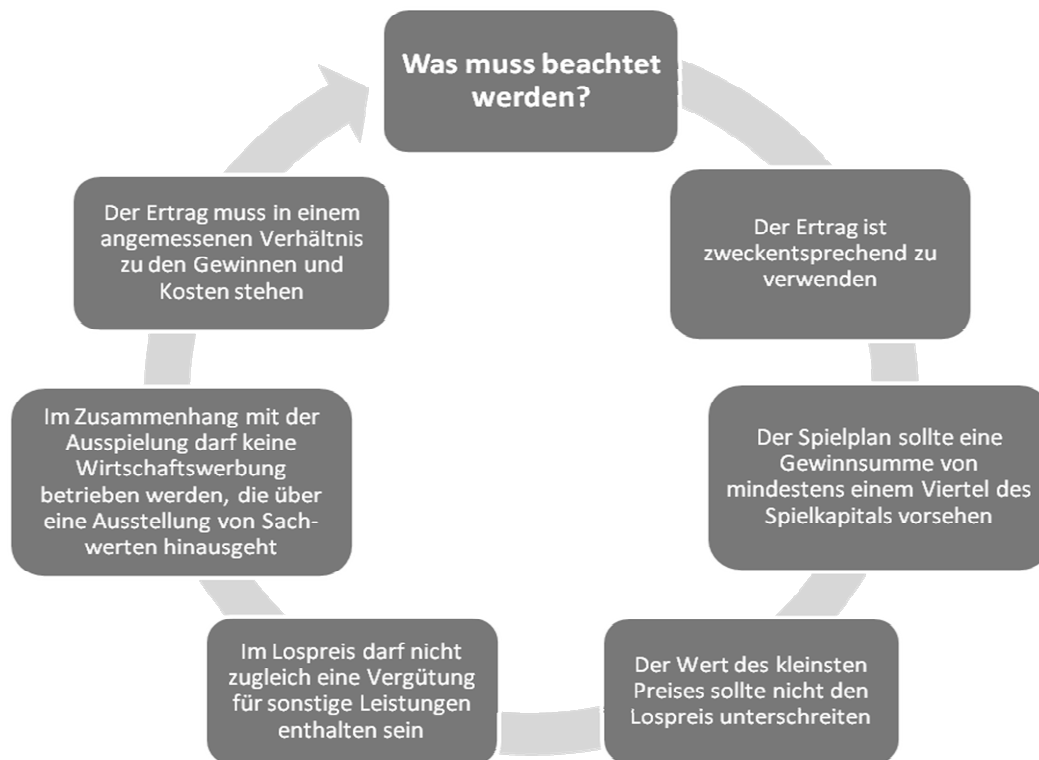 Was muss beachtet
werden?
Der Ertrag ist
zweckentsprechend zu
verwenden
Der Spielplan sollte eine
Gewinnsumme von
mindestens einem Viertel des
Spielkapitals vorsehen
Der Wert des kleinsten
Preises sollte nicht den
Lospreis unterschreiten
Im Lospreis darf nicht
zugleich eine Vergütung
für sonstige Leistungen
enthalten sein
Im Zusammenhang mit der
Ausspielung darf keine
Wirtschaftswerbung
betrieben werden, die über
eine Ausstellung von Sach-
werten hinausgeht
Der Ertrag muss in einem
angemessenen Verhältnis
zu den Gewinnen und
Kosten stehen